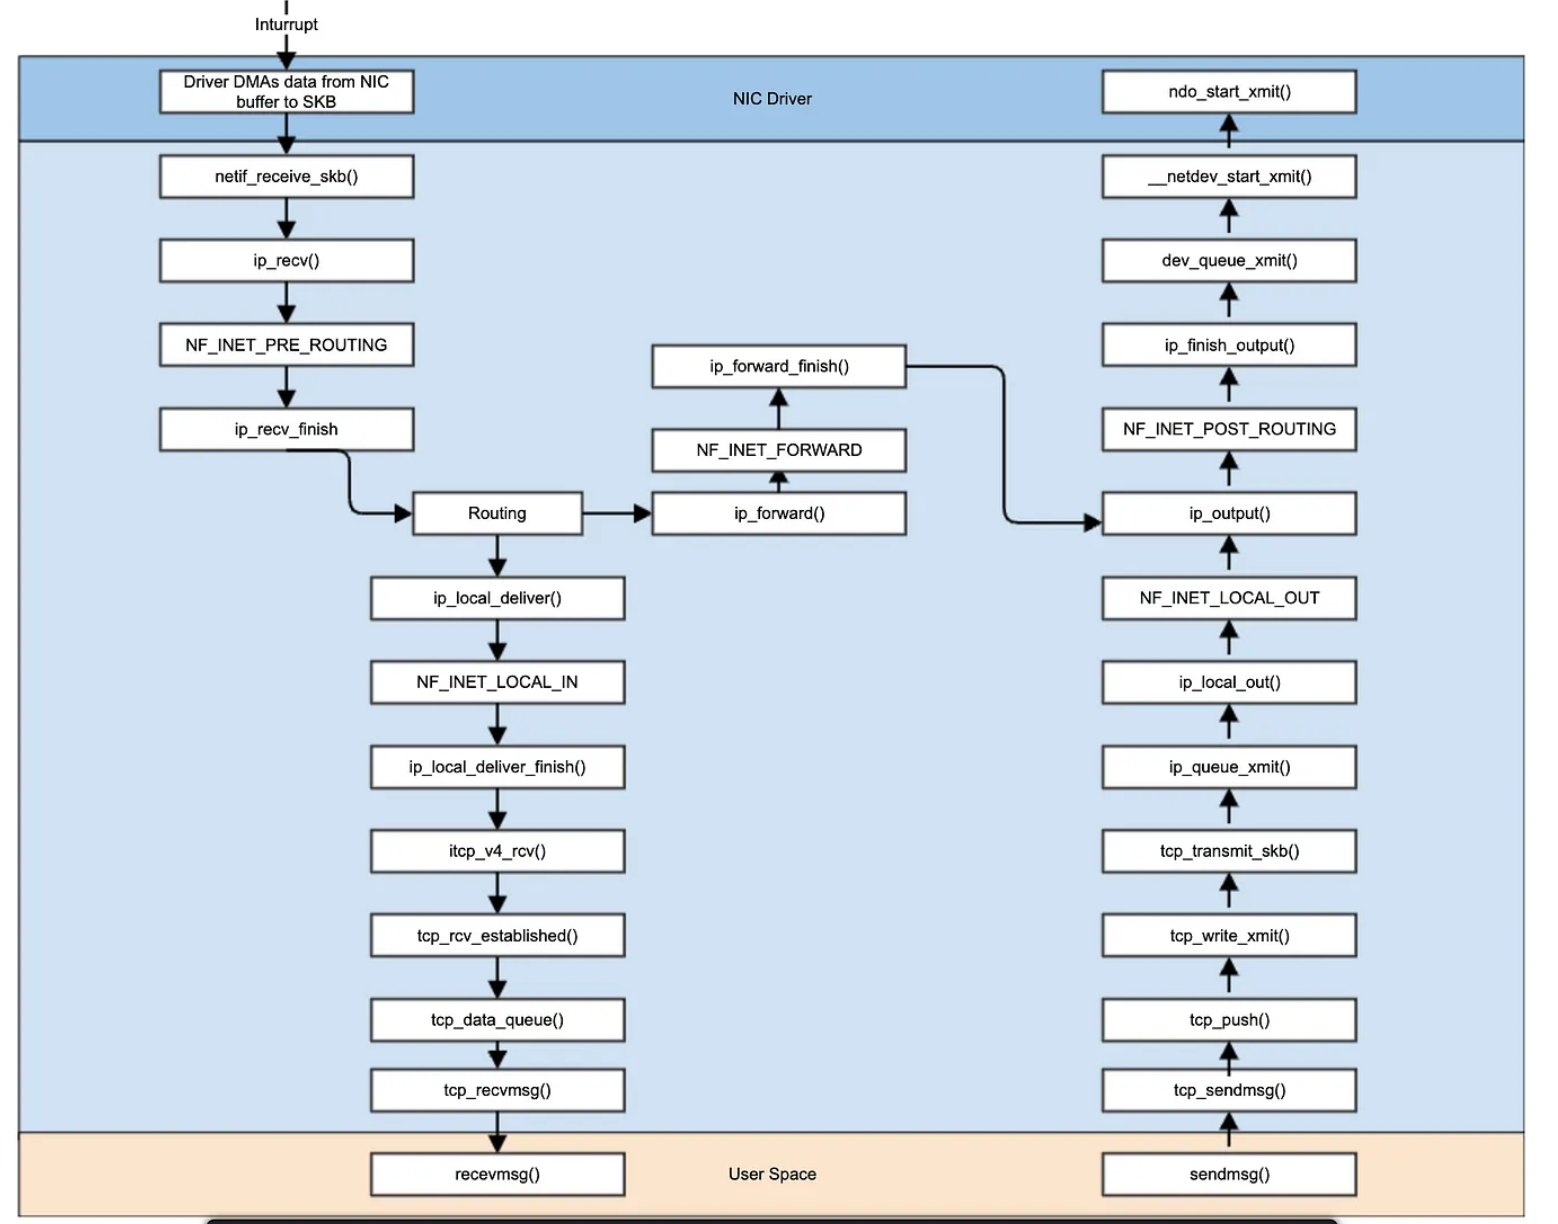 Inturrupt
Driver DMAs data from NIC
buffer to SKB
NIC Driver
ndo_start_xmit()
netif_receive_skb()
__netdev_start_xmit()
ip_recv()
dev_queue_xmit()
NF_INET_PRE_ROUTING
ip_finish_output()
ip_forward_finish()
ip_recv_finish
NF_INET_POST_ROUTING
NF_INET_FORWARD
Routing
ip_forward()
ip_output()
ip_local_deliver()
NF_INET_LOCAL_OUT
NF_INET_LOCAL_IN
ip_local_out()
ip_local_deliver_finish()
ip_queue_xmit()
itcp_v4_rcv()
tcp_transmit_skb()
tcp_rcv_established()
tcp_write_xmit()
tcp_data_queue()
tcp_push()
tcp_recvmsg()
tcp_sendmsg()
recevmsg()
User Space
sendmsg()